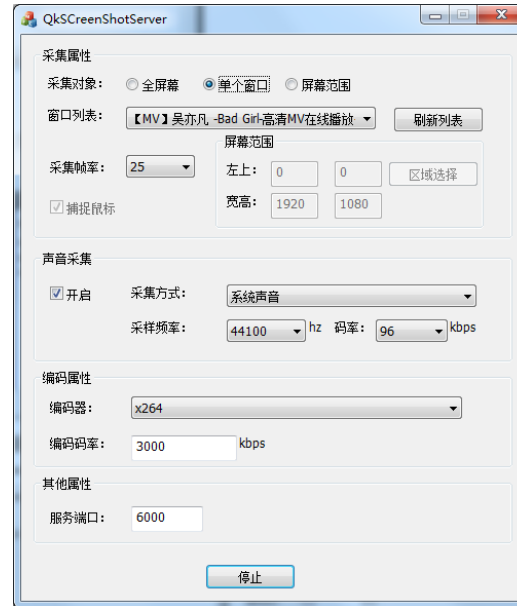 QkSCreenShotServer
采集属性
采集对象: 全屏幕 单个窗口 屏幕范围
窗口列表: 【MV】吴亦凡 -Bad Girl-高清MV在线播放 刷新列表
屏幕范围
采集帧率: 25 左上: 0 0 区域选择
捕捉鼠标 宽高: 1920 1080
声音采集
开启 采集方式: 系统声音
采样频率: 44100 hz 码率: 96 kbps
编码属性
编码器: x264
编码码率: 3000 kbps
其他属性
服务端口: 6000
停止